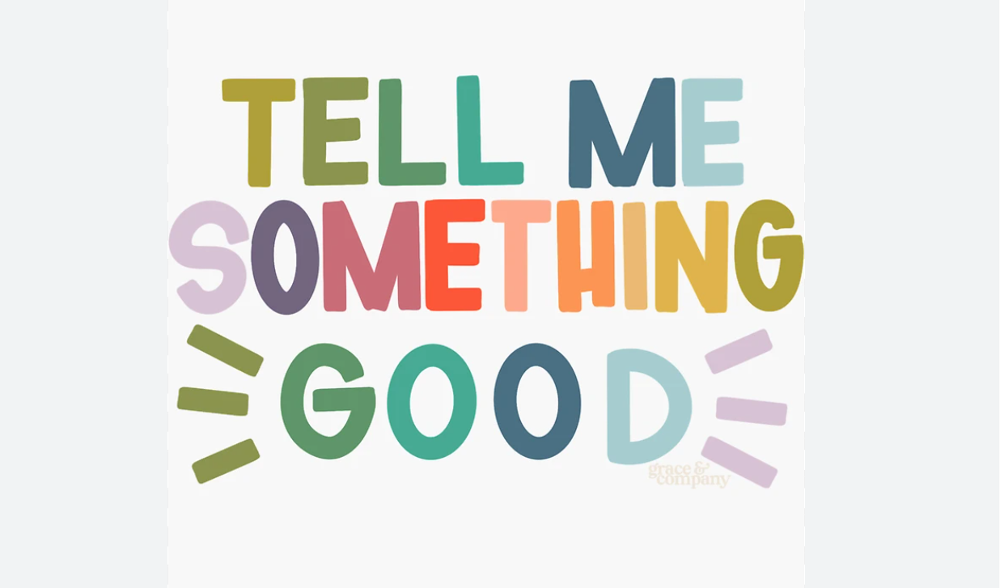 TELL ME
SOMETHING
GOOD
grace &
company